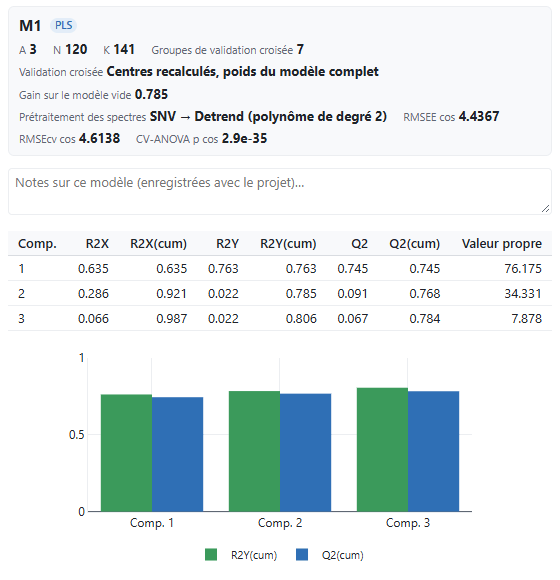 M1 PLS
A 3 N 120 K 141 Groupes de validation croisée 7
Validation croisée Centres recalculés, poids du modèle complet
Gain sur le modèle vide 0.785
Prétraitement des spectres SNV → Detrend (polynôme de degré 2) RMSEE cos 4.4367
RMSEcv cos 4.6138 CV-ANOVA p cos 2.9e-35
Notes sur ce modèle (enregistrées avec le projet)...
Comp. R2X R2X(cum) R2Y R2Y(cum) Q2 Q2(cum) Valeur propre
1 0.635 0.635 0.763 0.763 0.745 0.745 76.175
2 0.286 0.921 0.022 0.785 0.091 0.768 34.331
3 0.066 0.987 0.022 0.806 0.067 0.784 7.878
1
0.5
0
Comp. 1 Comp. 2 Comp. 3
R2Y(cum) Q2(cum)